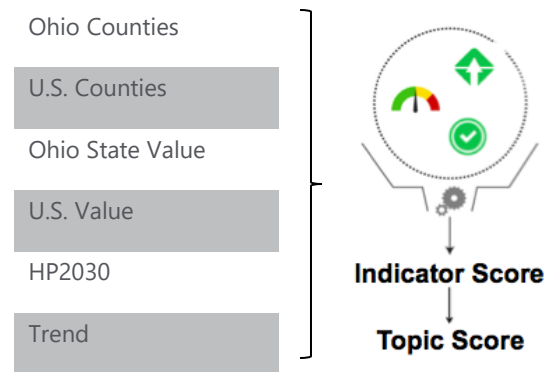 Ohio Counties
U.S. Counties
Ohio State Value
U.S. Value
HP2030
Trend
Indicator Score
Topic Score